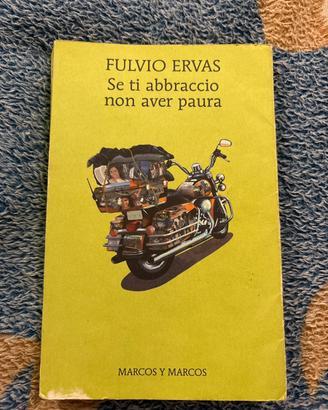 FULVIO ERVAS
Se ti abbraccio
non aver paura
MARCOS Y MARCOS